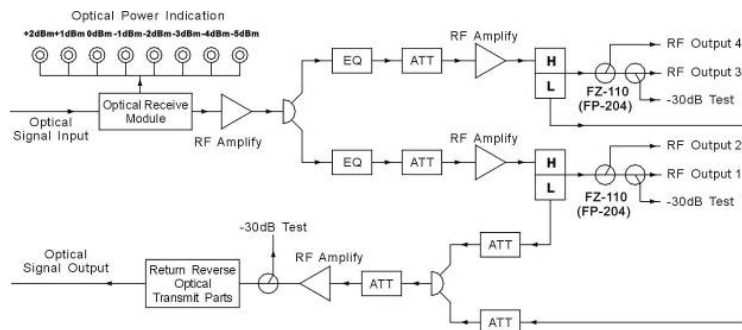 Optical Power Indication
+2dBm +1dBm 0dBm -1dBm -2dBm -3dBm -4dBm -5dBm
Optical Signal Input
Optical Receive Module
RF Amplify
EQ
ATT
RF Amplify
H
L
FZ-110
(FP-204)
RF Output 4
RF Output 3
-30dB Test
EQ
ATT
RF Amplify
H
L
FZ-110
(FP-204)
RF Output 2
RF Output 1
-30dB Test
Optical
Signal Output
Return Reverse
Optical
Transmit Parts
-30dB Test
RF Amplify
ATT
ATT
ATT